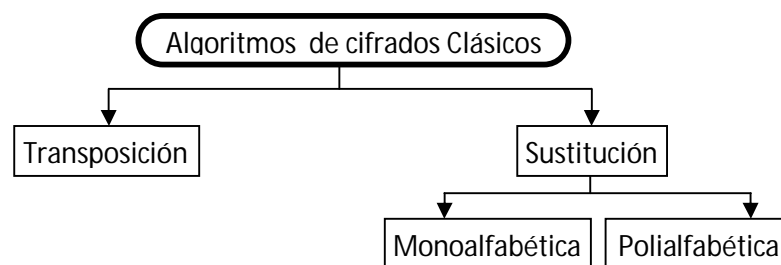 Algoritmos de cifrados Clásicos
Transposición
Sustitución
Monoalfabética
Polialfabética